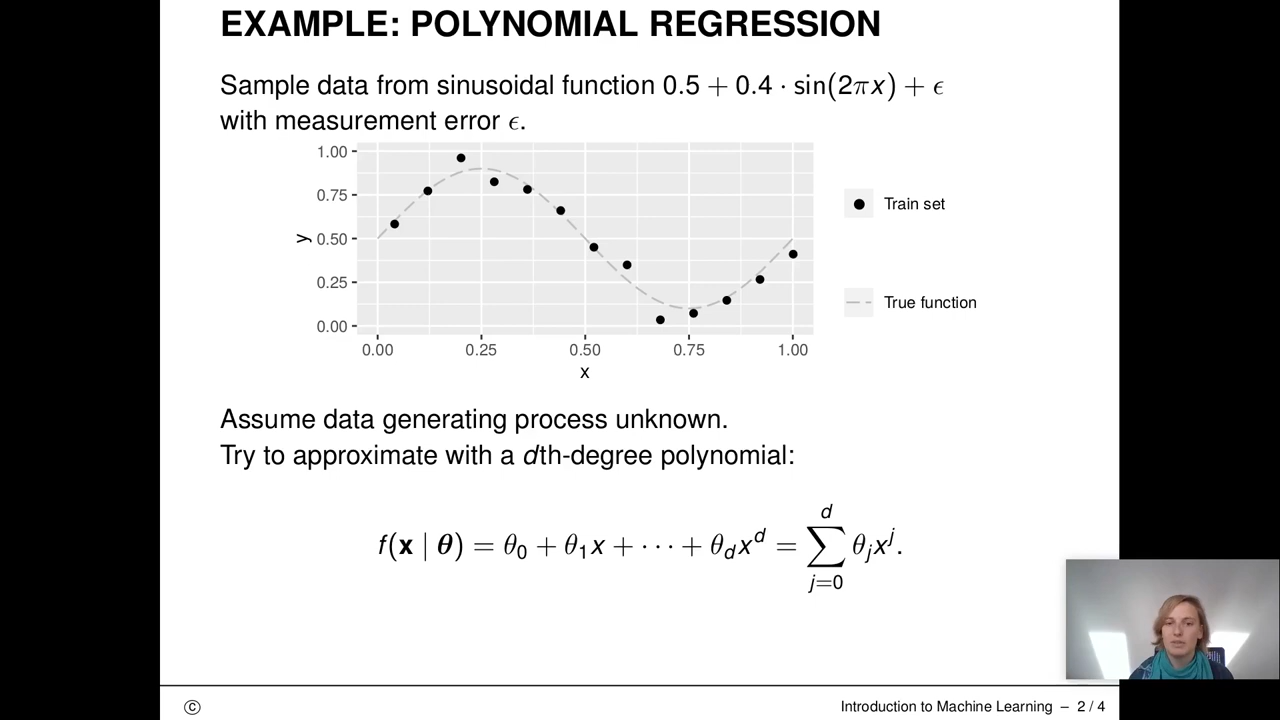 EXAMPLE: POLYNOMIAL REGRESSION
Sample data from sinusoidal function 0.5 + 0.4 · sin(2πx) + ϵ
with measurement error ϵ.
1.00
0.75
0.50
0.25
0.00
y
0.00 0.25 0.50 0.75 1.00
x
Train set
True function
Assume data generating process unknown.
Try to approximate with a dth-degree polynomial:
f(𝐱 | 𝜽) = θ₀ + θ₁x + ⋯ + θ_d x^d = ∑_{j=0}^{d} θ_j x^j.
© Introduction to Machine Learning – 2 / 4